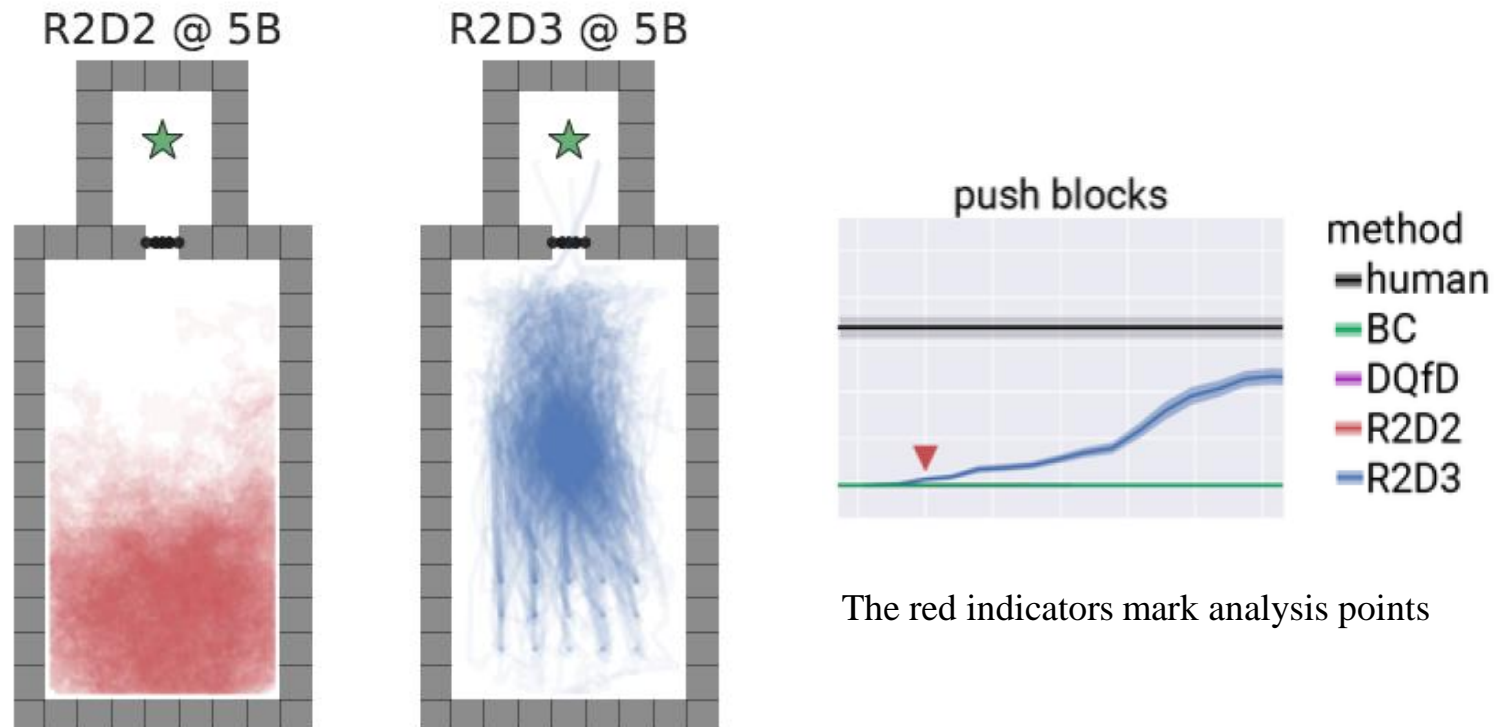 R2D2 @ 5B
R2D3 @ 5B
push blocks
method
human
BC
DQfD
R2D2
R2D3
The red indicators mark analysis points